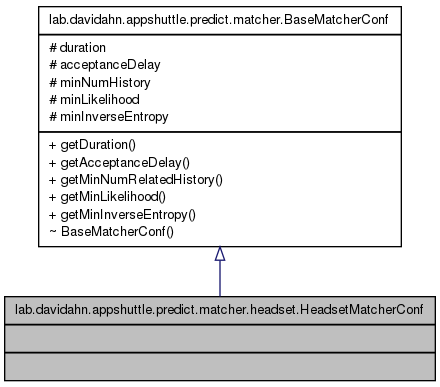 lab.davidahn.appshuttle.predict.matcher.BaseMatcherConf
# duration
# acceptanceDelay
# minNumHistory
# minLikelihood
# minInverseEntropy
+ getDuration()
+ getAcceptanceDelay()
+ getMinNumRelatedHistory()
+ getMinLikelihood()
+ getMinInverseEntropy()
~ BaseMatcherConf()
lab.davidahn.appshuttle.predict.matcher.headset.HeadsetMatcherConf